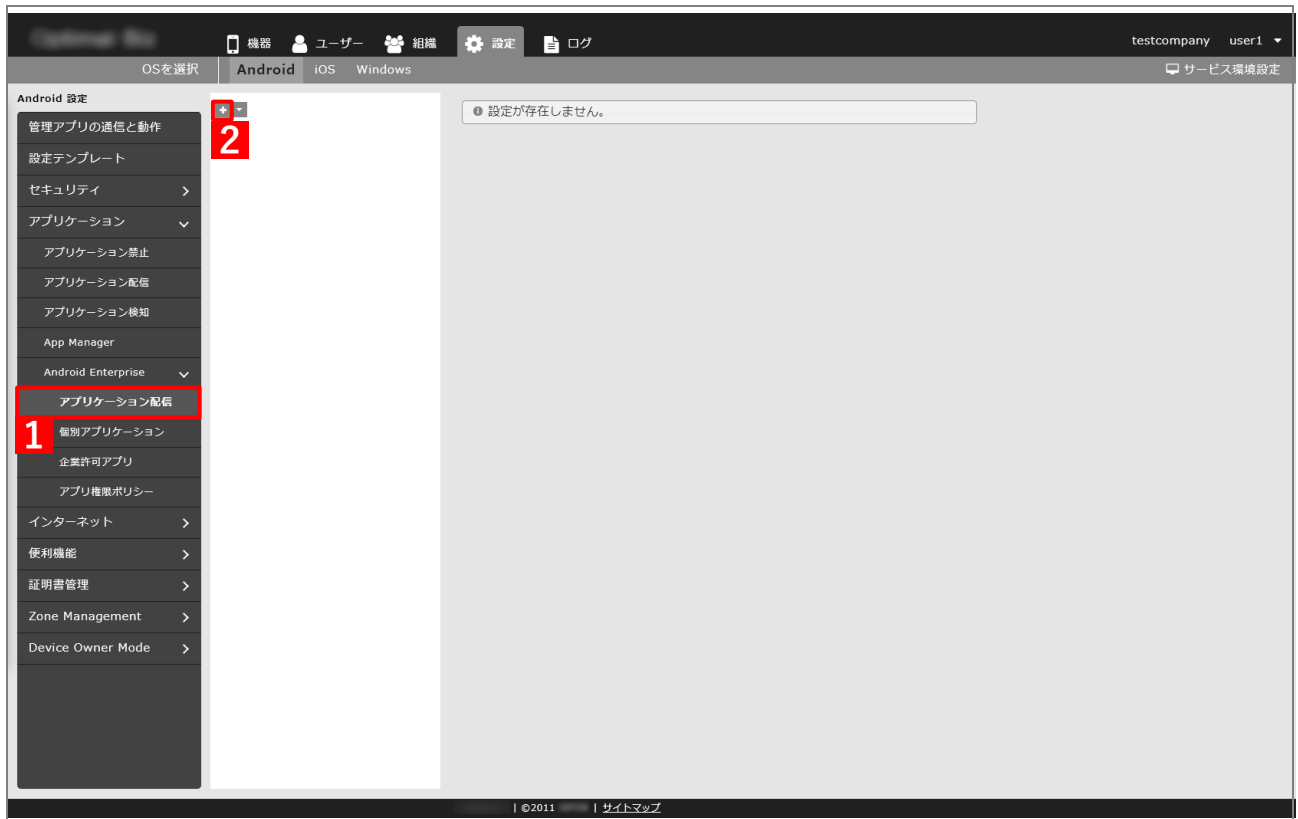 機器 ユーザー 組織 設定 ログ testcompany user1
OSを選択 Android iOS Windows サービス環境設定
Android 設定
管理アプリの通信と動作
設定テンプレート
セキュリティ
アプリケーション
アプリケーション禁止
アプリケーション配信
アプリケーション検知
App Manager
Android Enterprise
アプリケーション配信
1
個別アプリケーション
企業許可アプリ
アプリ権限ポリシー
インターネット
便利機能
証明書管理
Zone Management
Device Owner Mode
2
設定が存在しません。
| ©2011 | サイトマップ